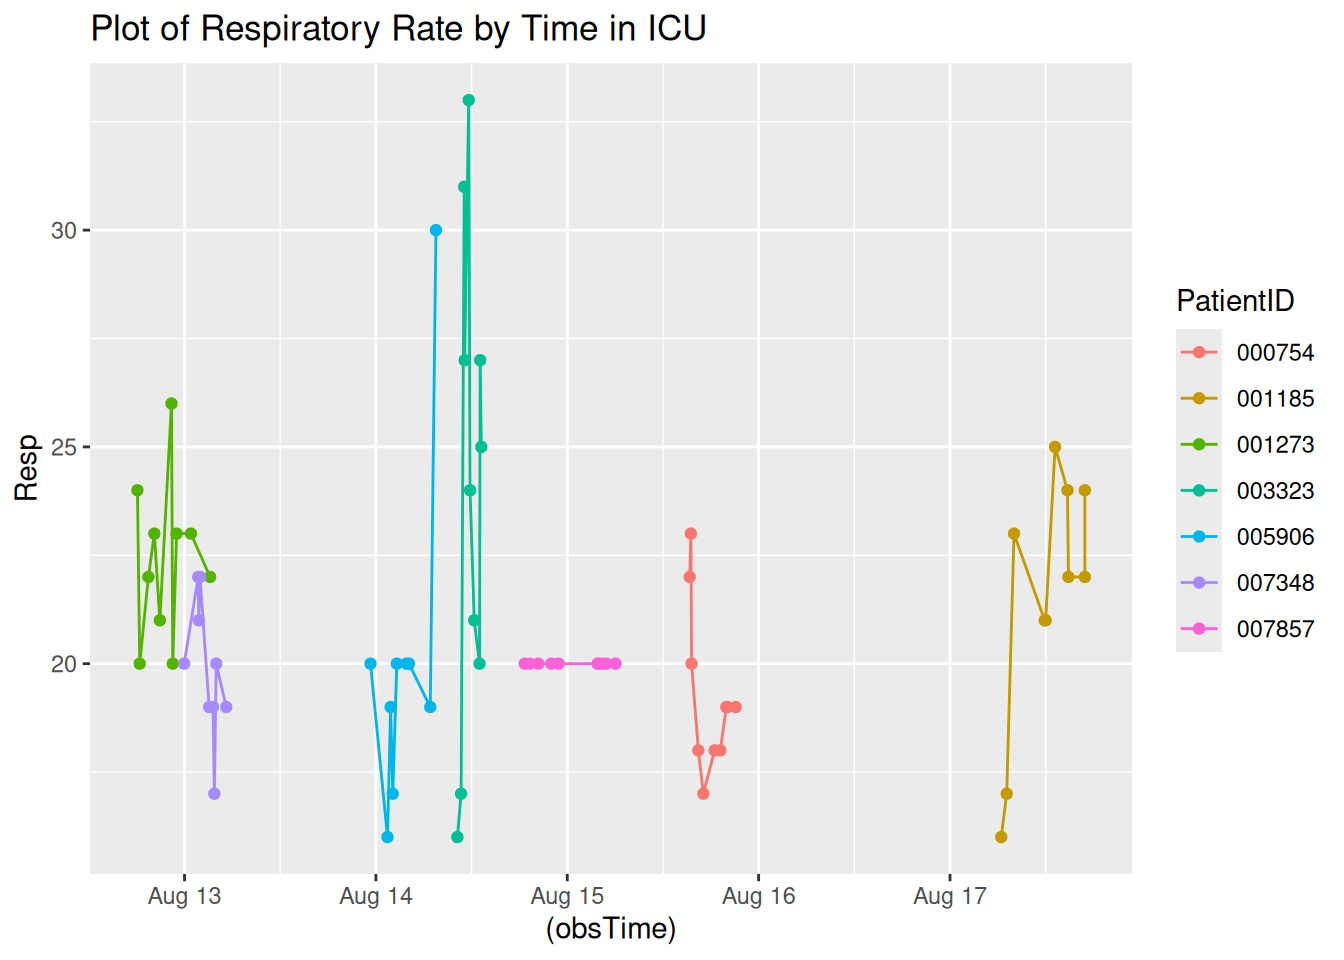 Plot of Respiratory Rate by Time in ICU
Resp
30
25
20
Aug 13
Aug 14
Aug 15
Aug 16
Aug 17
(obsTime)
PatientID
000754
001185
001273
003323
005906
007348
007857